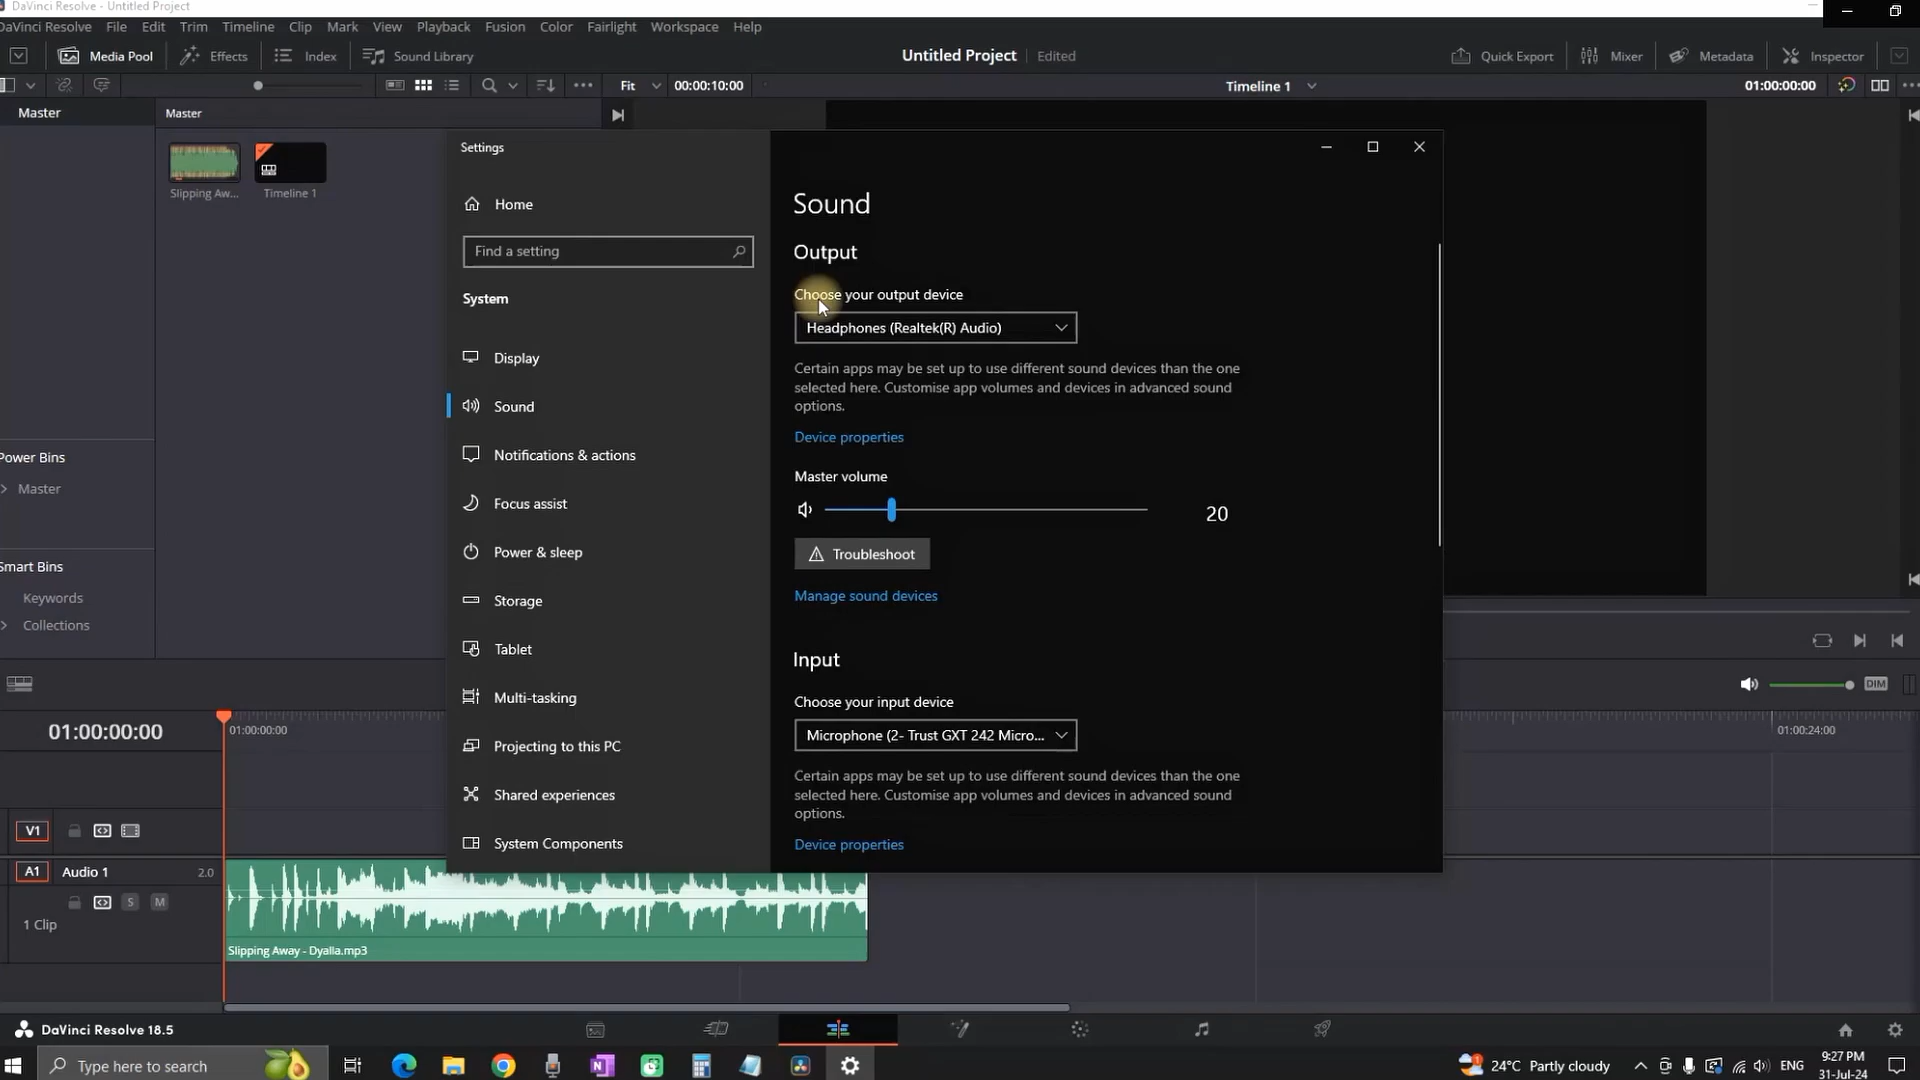 DaVinci Resolve - Untitled Project
DaVinci Resolve File Edit Trim Timeline Clip Mark View Playback Fusion Color Fairlight Workspace Help
Media Pool Effects Index Sound Library Untitled Project Edited Quick Export Mixer Metadata Inspector
Fit 00:00:10:00 Timeline 1 01:00:00:00
Master
Master
Slipping Aw...
Timeline 1
Power Bins
Master
Smart Bins
Keywords
Collections
Settings
Home
Find a setting
System
Display
Sound
Notifications & actions
Focus assist
Power & sleep
Storage
Tablet
Multi-tasking
Projecting to this PC
Shared experiences
System Components
Sound
Output
Choose your output device
Headphones (Realtek(R) Audio)
Certain apps may be set up to use different sound devices than the one
selected here. Customise app volumes and devices in advanced sound
options.
Device properties
Master volume
20
Troubleshoot
Manage sound devices
Input
Choose your input device
Microphone (2- Trust GXT 242 Micro...
Certain apps may be set up to use different sound devices than the one
selected here. Customise app volumes and devices in advanced sound
options.
Device properties
DIM
01:00:00:00
01:00:00:00
01:00:24:00
V1
A1 Audio 1 2.0
S M
1 Clip
Slipping Away - Dyalla.mp3
DaVinci Resolve 18.5
Type here to search
24°C Partly cloudy
ENG
9:27 PM
31-Jul-24